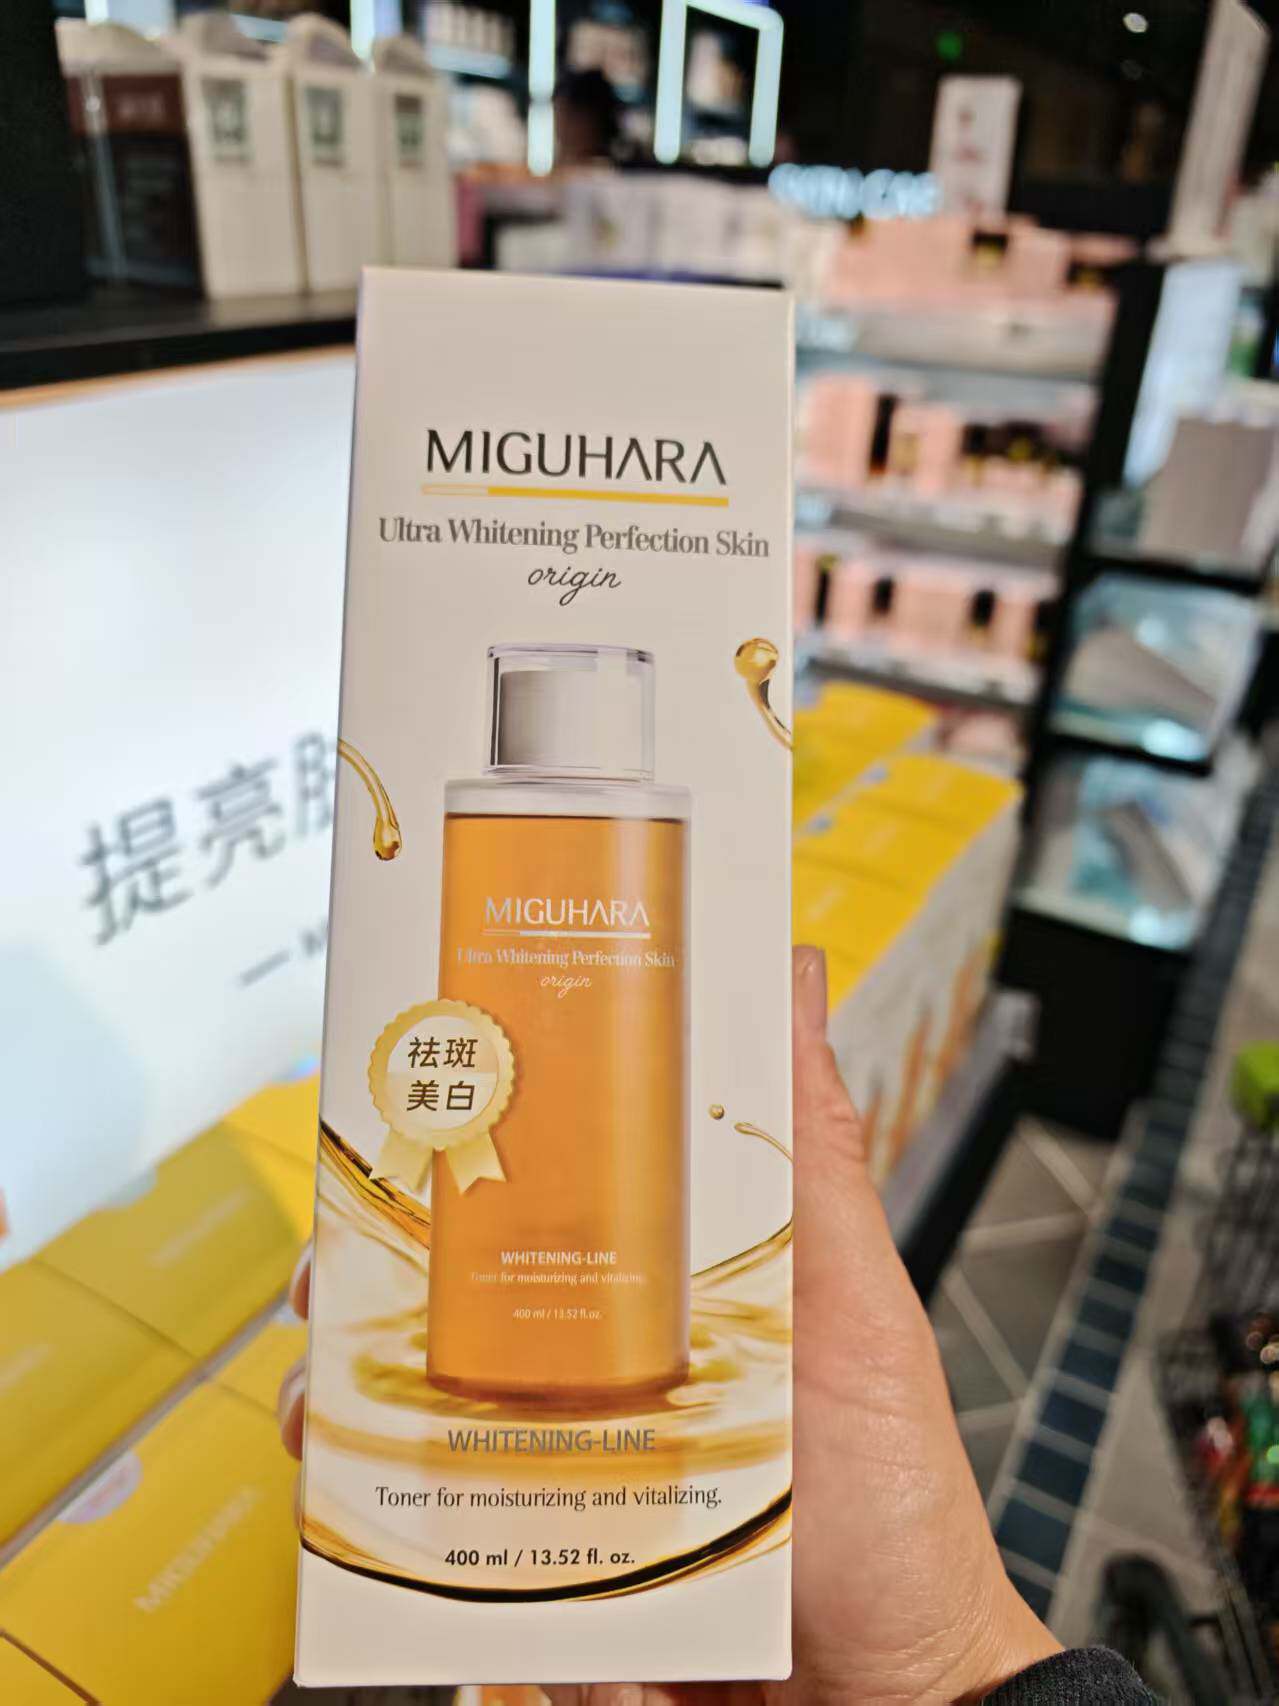 MIGUHARA
Ultra Whitening Perfection Skin
origin
MIGUHARA
Ultra Whitening Perfection Skin
origin
祛斑
美白
WHITENING-LINE
Toner for moisturizing and vitalizing.
400 ml / 13.52 fl. oz.
WHITENING-LINE
Toner for moisturizing and vitalizing.
400 ml / 13.52 fl. oz.
提亮
MIGUHARA